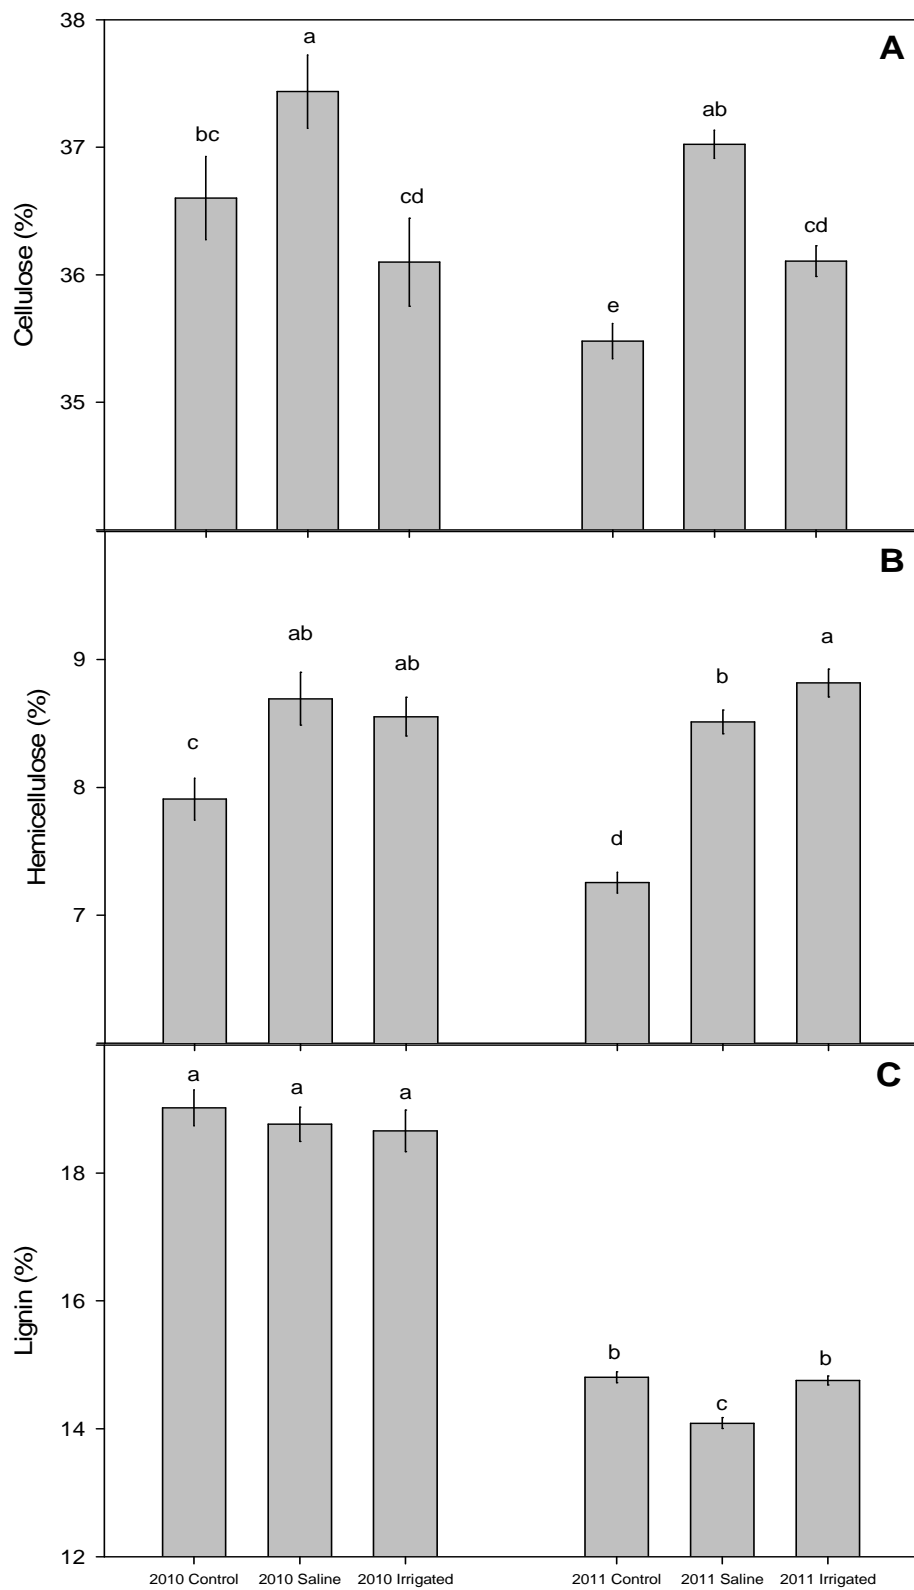 A
38
37
36
35
Cellulose (%)
bc
a
cd
e
ab
cd
B
9
8
7
Hemicellulose (%)
c
ab
ab
d
b
a
C
18
16
14
12
Lignin (%)
a
a
a
b
c
b
2010 Control 2010 Saline 2010 Irrigated 2011 Control 2011 Saline 2011 Irrigated